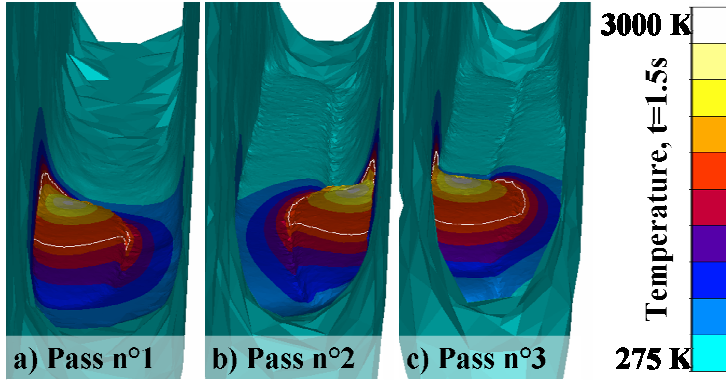 3000 K
Temperature, t=1.5s
275 K
a) Pass n°1
b) Pass n°2
c) Pass n°3